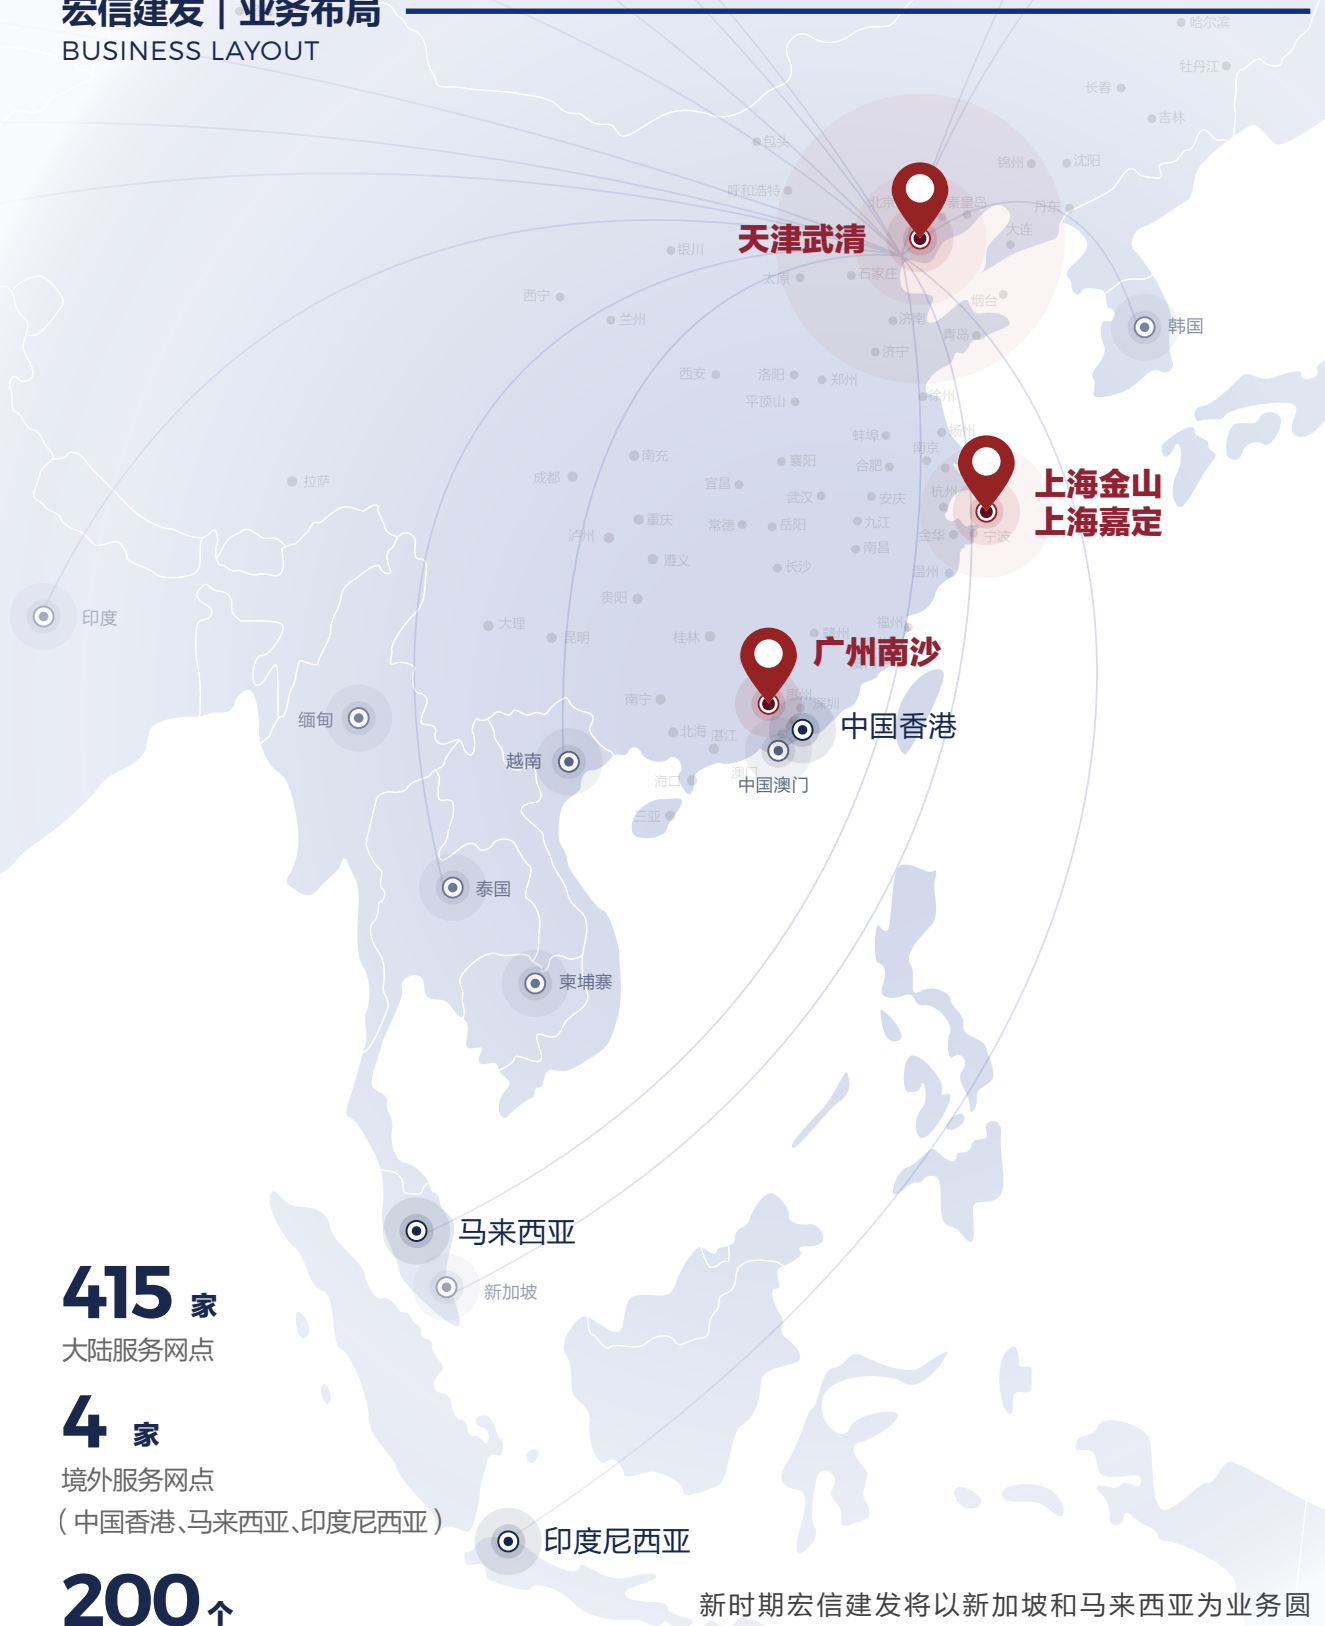 宏信建发 | 业务布局
BUSINESS LAYOUT
哈尔滨
牡丹江
长春
吉林
包头
锦州
沈阳
呼和浩特
北京
秦皇岛
丹东
天津武清
大连
银川
太原
石家庄
西宁
烟台
兰州
济南
青岛
韩国
济宁
西安
洛阳
郑州
平顶山
徐州
扬州
蚌埠
南京
南充
襄阳
合肥
拉萨
成都
宜昌
杭州
武汉
安庆
上海金山
上海嘉定
重庆
常德
岳阳
九江
泸州
金华
宁波
南昌
遵义
长沙
温州
贵阳
印度
大理
昆明
桂林
赣州
福州
广州南沙
南宁
惠州
深圳
缅甸
北海
湛江
中国香港
越南
海口
澳门
中国澳门
三亚
泰国
柬埔寨
马来西亚
新加坡
415 家
大陆服务网点
4 家
境外服务网点
（中国香港、马来西亚、印度尼西亚）
印度尼西亚
200个
新时期宏信建发将以新加坡和马来西亚为业务圆